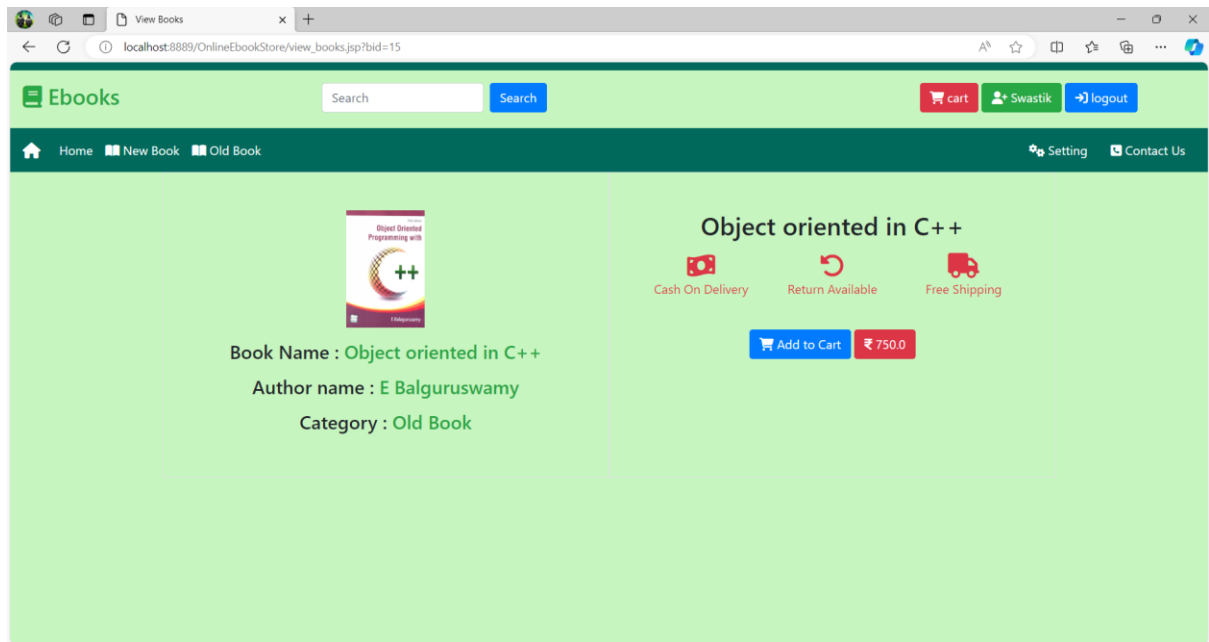 View Books
localhost:8889/OnlineEbookStore/view_books.jsp?bid=15
Ebooks
Search
Search
cart
Swastik
logout
Home New Book Old Book
Setting Contact Us
Object Oriented
Programming with
++
E Balagurusamy
Book Name : Object oriented in C++
Author name : E Balguruswamy
Category : Old Book
Object oriented in C++
Cash On Delivery Return Available Free Shipping
Add to Cart ₹ 750.0